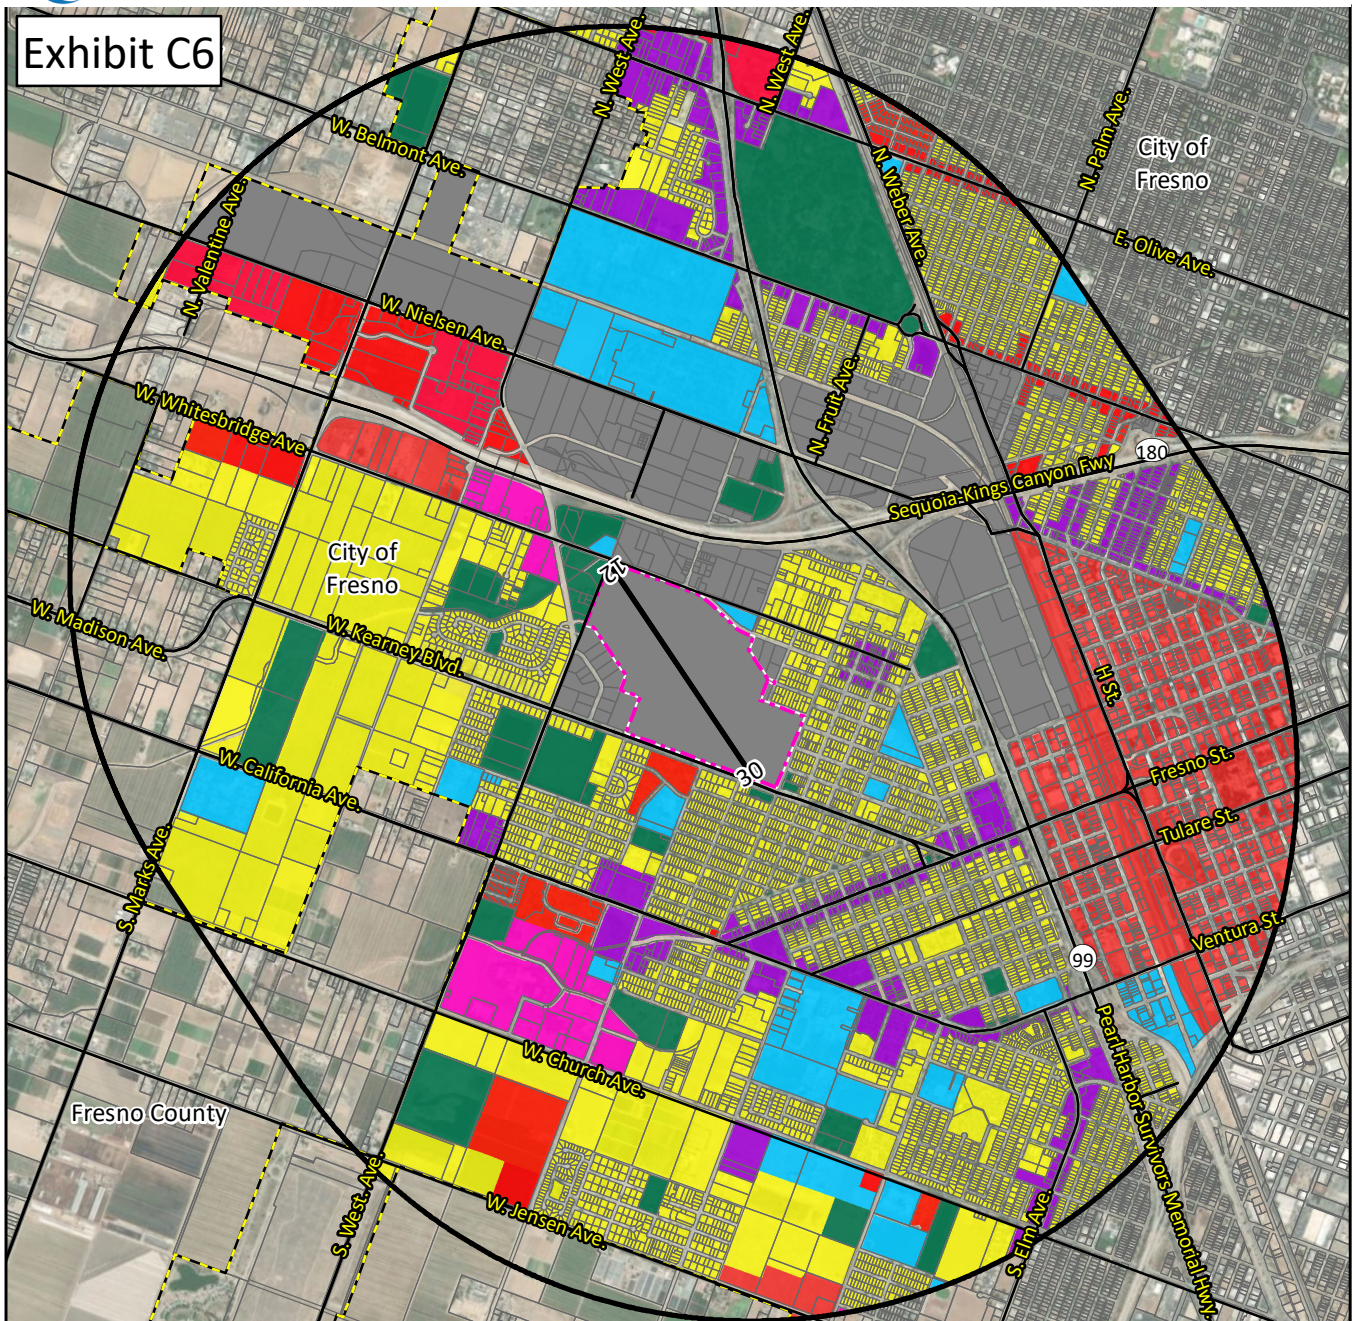 Exhibit C6
N. West Ave.
N. West Ave.
N. Palm Ave.
City of
Fresno
W. Belmont Ave.
N. Weber Ave.
N. Valentine Ave.
E. Olive Ave.
W. Nielsen Ave.
N. Fruit Ave.
W. Whitesbridge Ave
180
Sequoia-Kings Canyon Fwy
City of
Fresno
12
W. Madison Ave.
W. Kearney Blvd.
H St.
30
Fresno St.
W. California Ave.
Tulare St.
S. Marks Ave.
Ventura St.
99
Pearl Harbor Survivors Memorial Hwy.
W. Church Ave.
Fresno County
S. West. Ave.
W. Jensen Ave.
S. Elm Ave.